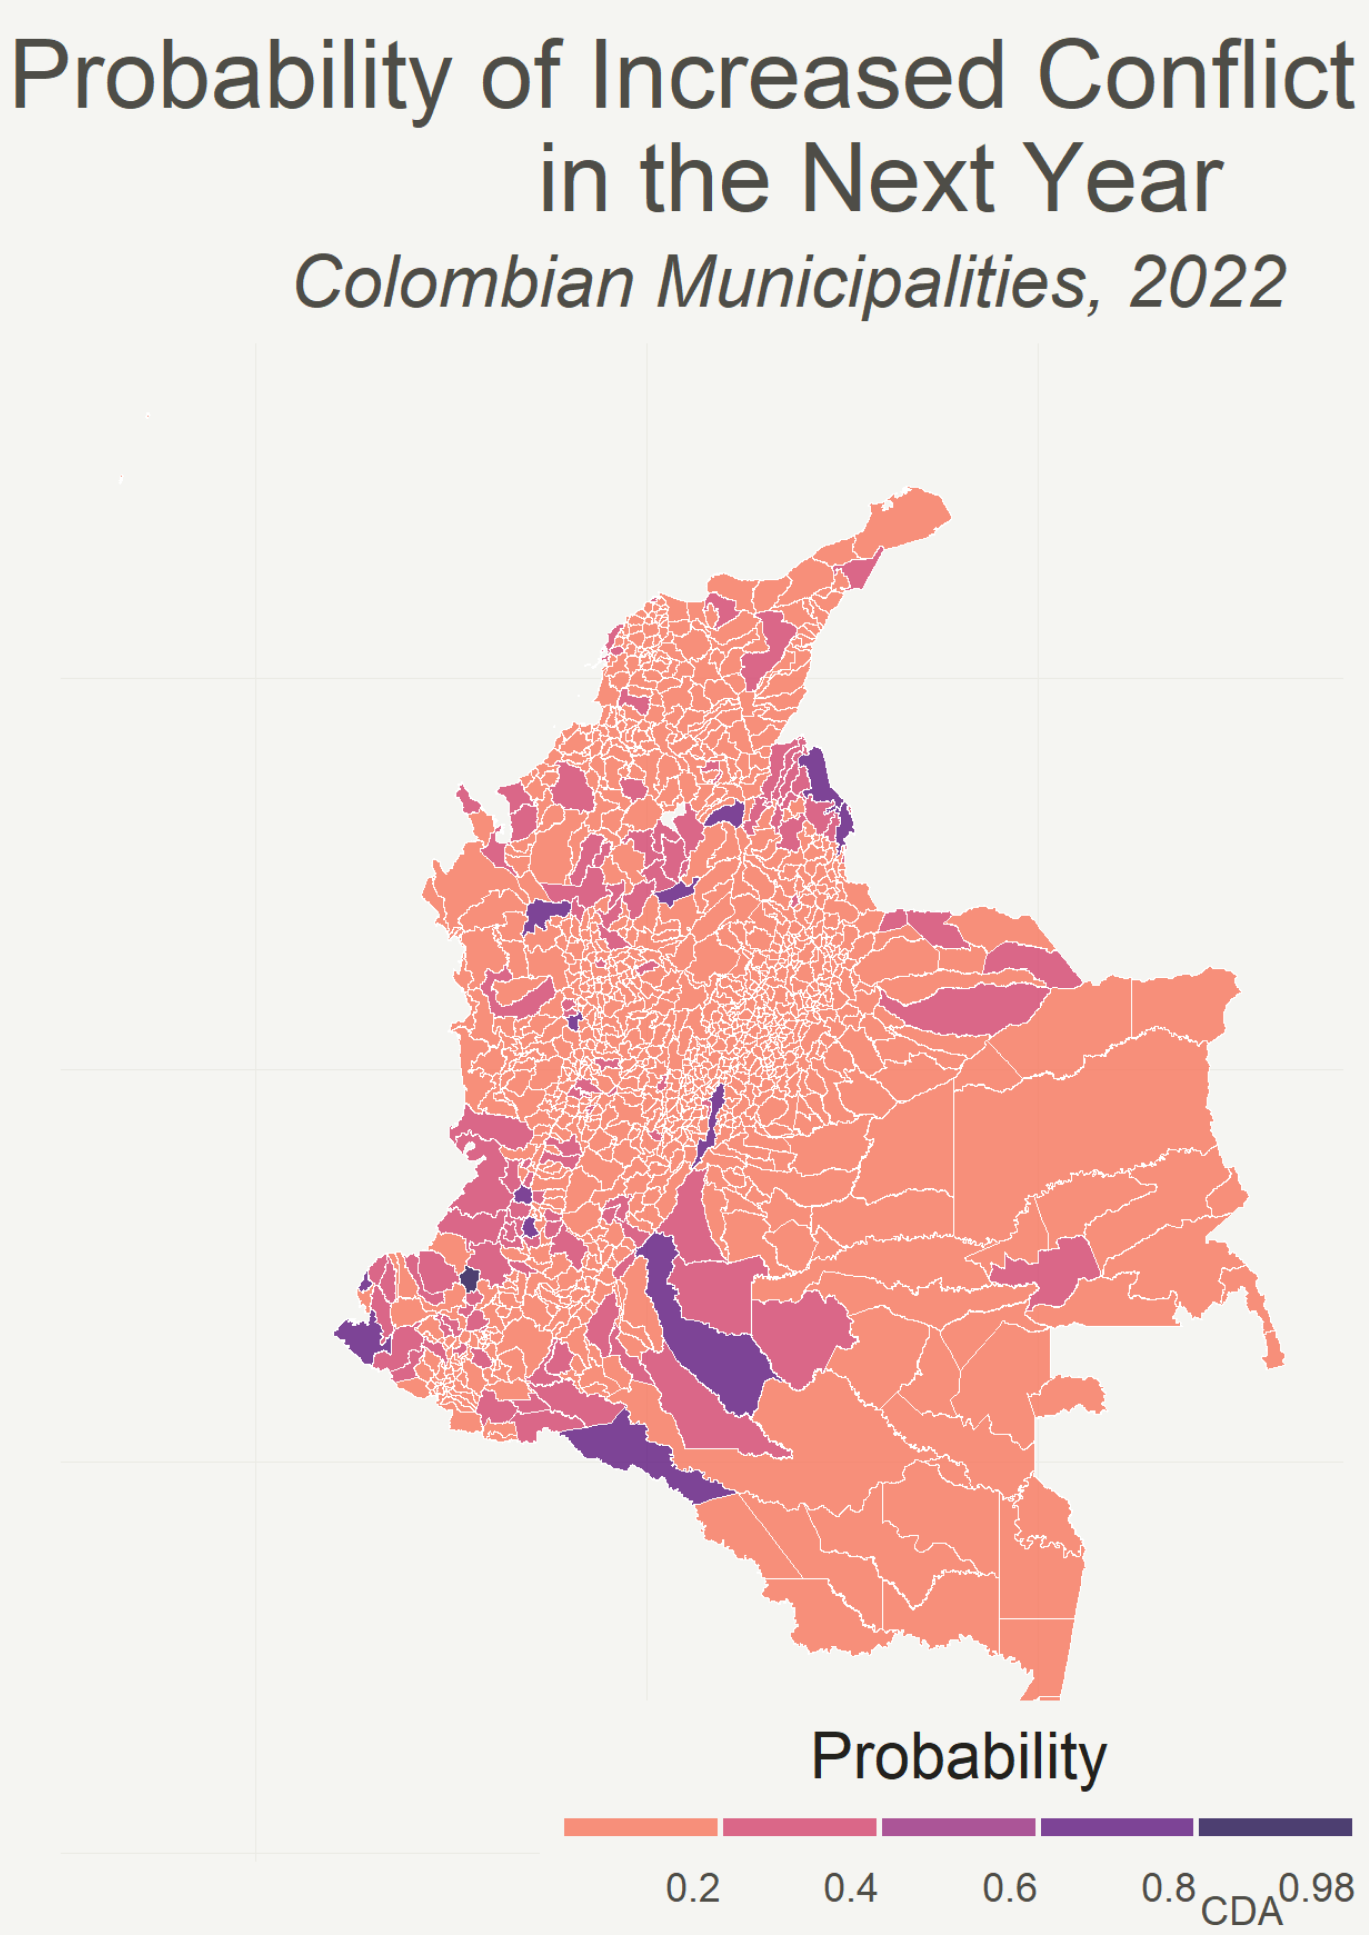 Probability of Increased Conflict
in the Next Year
Colombian Municipalities, 2022
Probability
0.2 0.4 0.6 0.8 0.98
CDA